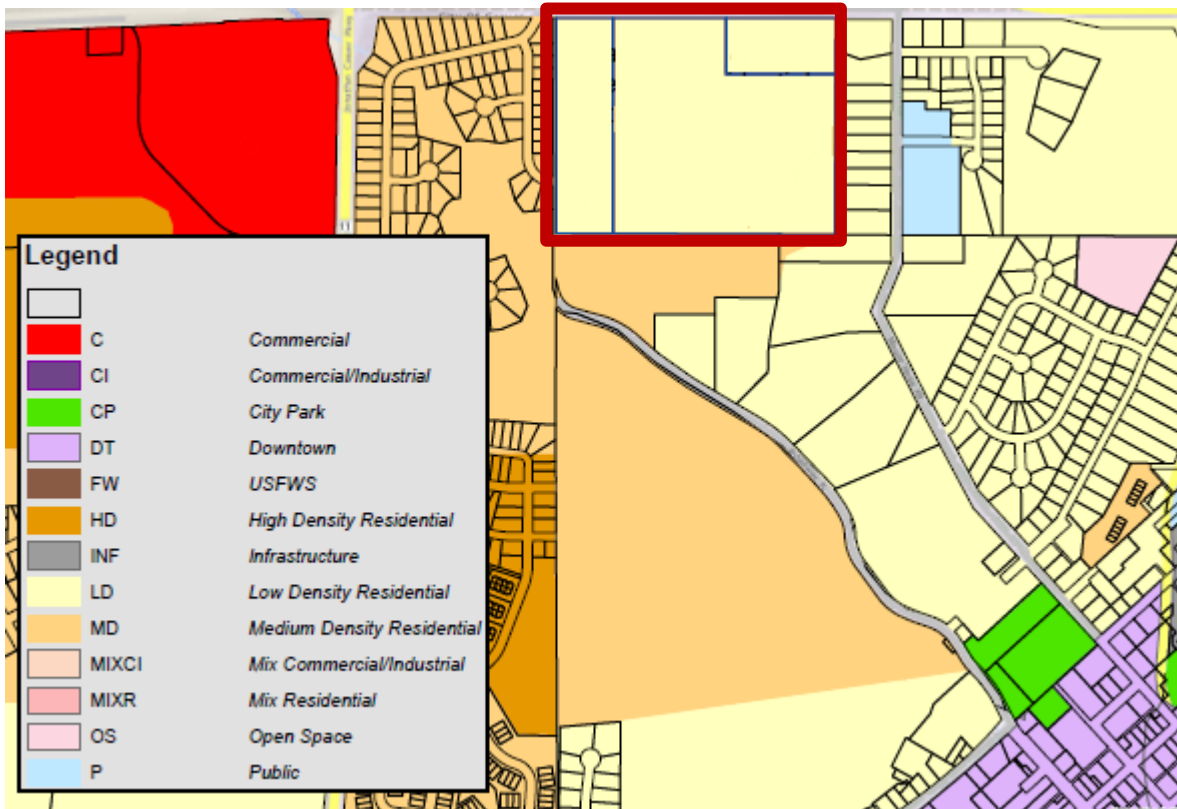 Legend
C Commercial
CI Commercial/Industrial
CP City Park
DT Downtown
FW USFWS
HD High Density Residential
INF Infrastructure
LD Low Density Residential
MD Medium Density Residential
MIXCI Mix Commercial/Industrial
MIXR Mix Residential
OS Open Space
P Public